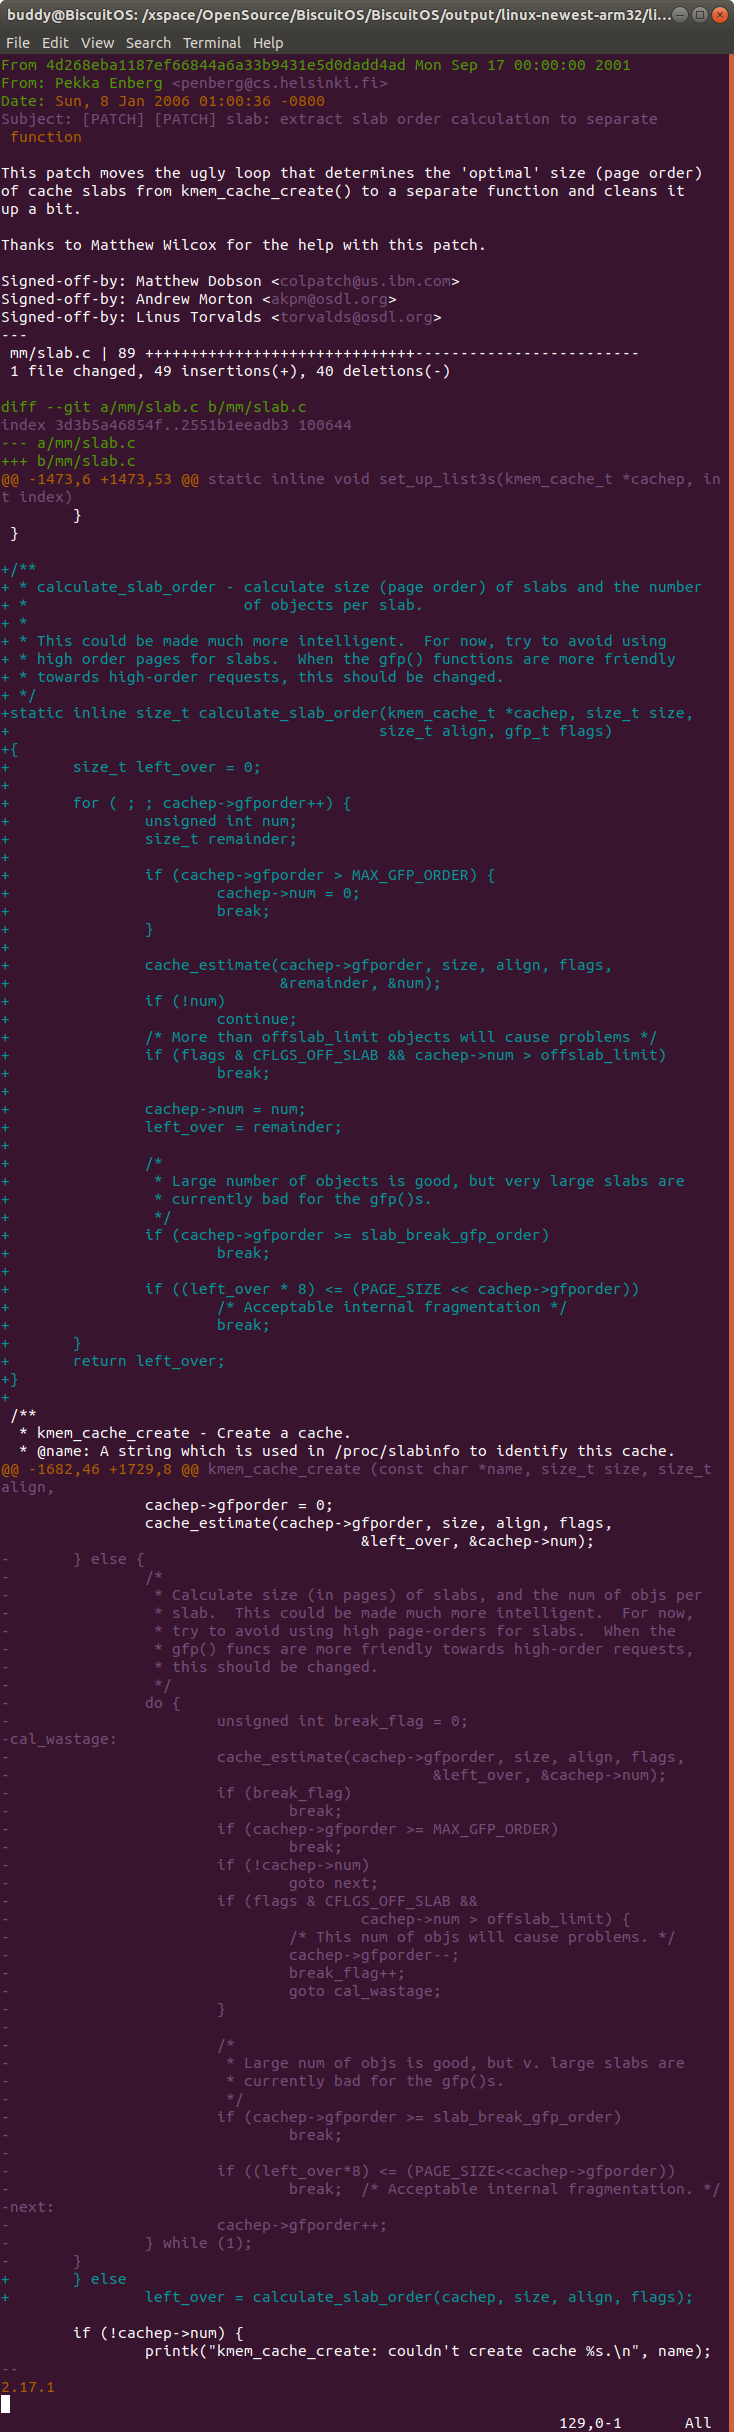 buddy@BiscuitOS: /xspace/OpenSource/BiscuitOS/BiscuitOS/output/linux-newest-arm32/li...
File Edit View Search Terminal Help
From 4d268eba1187ef66844a6a33b9431e5d0dadd4ad Mon Sep 17 00:00:00 2001
From: Pekka Enberg <penberg@cs.helsinki.fi>
Date: Sun, 8 Jan 2006 01:00:36 -0800
Subject: [PATCH] [PATCH] slab: extract slab order calculation to separate
 function

This patch moves the ugly loop that determines the 'optimal' size (page order)
of cache slabs from kmem_cache_create() to a separate function and cleans it
up a bit.

Thanks to Matthew Wilcox for the help with this patch.

Signed-off-by: Matthew Dobson <colpatch@us.ibm.com>
Signed-off-by: Andrew Morton <akpm@osdl.org>
Signed-off-by: Linus Torvalds <torvalds@osdl.org>
---
 mm/slab.c | 89 ++++++++++++++++++++++++++++++-------------------------
 1 file changed, 49 insertions(+), 40 deletions(-)

diff --git a/mm/slab.c b/mm/slab.c
index 3d3b5a46854f..2551b1eeadb3 100644
--- a/mm/slab.c
+++ b/mm/slab.c
@@ -1473,6 +1473,53 @@ static inline void set_up_list3s(kmem_cache_t *cachep, in
t index)
        }
 }

+/**
+ * calculate_slab_order - calculate size (page order) of slabs and the number
+ *                        of objects per slab.
+ *
+ * This could be made much more intelligent.  For now, try to avoid using
+ * high order pages for slabs.  When the gfp() functions are more friendly
+ * towards high-order requests, this should be changed.
+ */
+static inline size_t calculate_slab_order(kmem_cache_t *cachep, size_t size,
+                                         size_t align, gfp_t flags)
+{
+       size_t left_over = 0;
+
+       for ( ; ; cachep->gfporder++) {
+               unsigned int num;
+               size_t remainder;
+
+               if (cachep->gfporder > MAX_GFP_ORDER) {
+                       cachep->num = 0;
+                       break;
+               }
+
+               cache_estimate(cachep->gfporder, size, align, flags,
+                              &remainder, &num);
+               if (!num)
+                       continue;
+               /* More than offslab_limit objects will cause problems */
+               if (flags & CFLGS_OFF_SLAB && cachep->num > offslab_limit)
+                       break;
+
+               cachep->num = num;
+               left_over = remainder;
+
+               /*
+                * Large number of objects is good, but very large slabs are
+                * currently bad for the gfp()s.
+                */
+               if (cachep->gfporder >= slab_break_gfp_order)
+                       break;
+
+               if ((left_over * 8) <= (PAGE_SIZE << cachep->gfporder))
+                       /* Acceptable internal fragmentation */
+                       break;
+       }
+       return left_over;
+}
+
 /**
  * kmem_cache_create - Create a cache.
  * @name: A string which is used in /proc/slabinfo to identify this cache.
@@ -1682,46 +1729,8 @@ kmem_cache_create (const char *name, size_t size, size_t
align,
                cachep->gfporder = 0;
                cache_estimate(cachep->gfporder, size, align, flags,
                                        &left_over, &cachep->num);
-       } else {
-               /*
-                * Calculate size (in pages) of slabs, and the num of objs per
-                * slab.  This could be made much more intelligent.  For now,
-                * try to avoid using high page-orders for slabs.  When the
-                * gfp() funcs are more friendly towards high-order requests,
-                * this should be changed.
-                */
-               do {
-                       unsigned int break_flag = 0;
-cal_wastage:
-                       cache_estimate(cachep->gfporder, size, align, flags,
-                                               &left_over, &cachep->num);
-                       if (break_flag)
-                               break;
-                       if (cachep->gfporder >= MAX_GFP_ORDER)
-                               break;
-                       if (!cachep->num)
-                               goto next;
-                       if (flags & CFLGS_OFF_SLAB &&
-                                       cachep->num > offslab_limit) {
-                               /* This num of objs will cause problems. */
-                               cachep->gfporder--;
-                               break_flag++;
-                               goto cal_wastage;
-                       }
-
-                       /*
-                        * Large num of objs is good, but v. large slabs are
-                        * currently bad for the gfp()s.
-                        */
-                       if (cachep->gfporder >= slab_break_gfp_order)
-                               break;
-
-                       if ((left_over*8) <= (PAGE_SIZE<<cachep->gfporder))
-                               break;  /* Acceptable internal fragmentation. */
-next:
-                       cachep->gfporder++;
-               } while (1);
-       }
+       } else
+               left_over = calculate_slab_order(cachep, size, align, flags);

        if (!cachep->num) {
                printk("kmem_cache_create: couldn't create cache %s.\n", name);
--
2.17.1
129,0-1 All